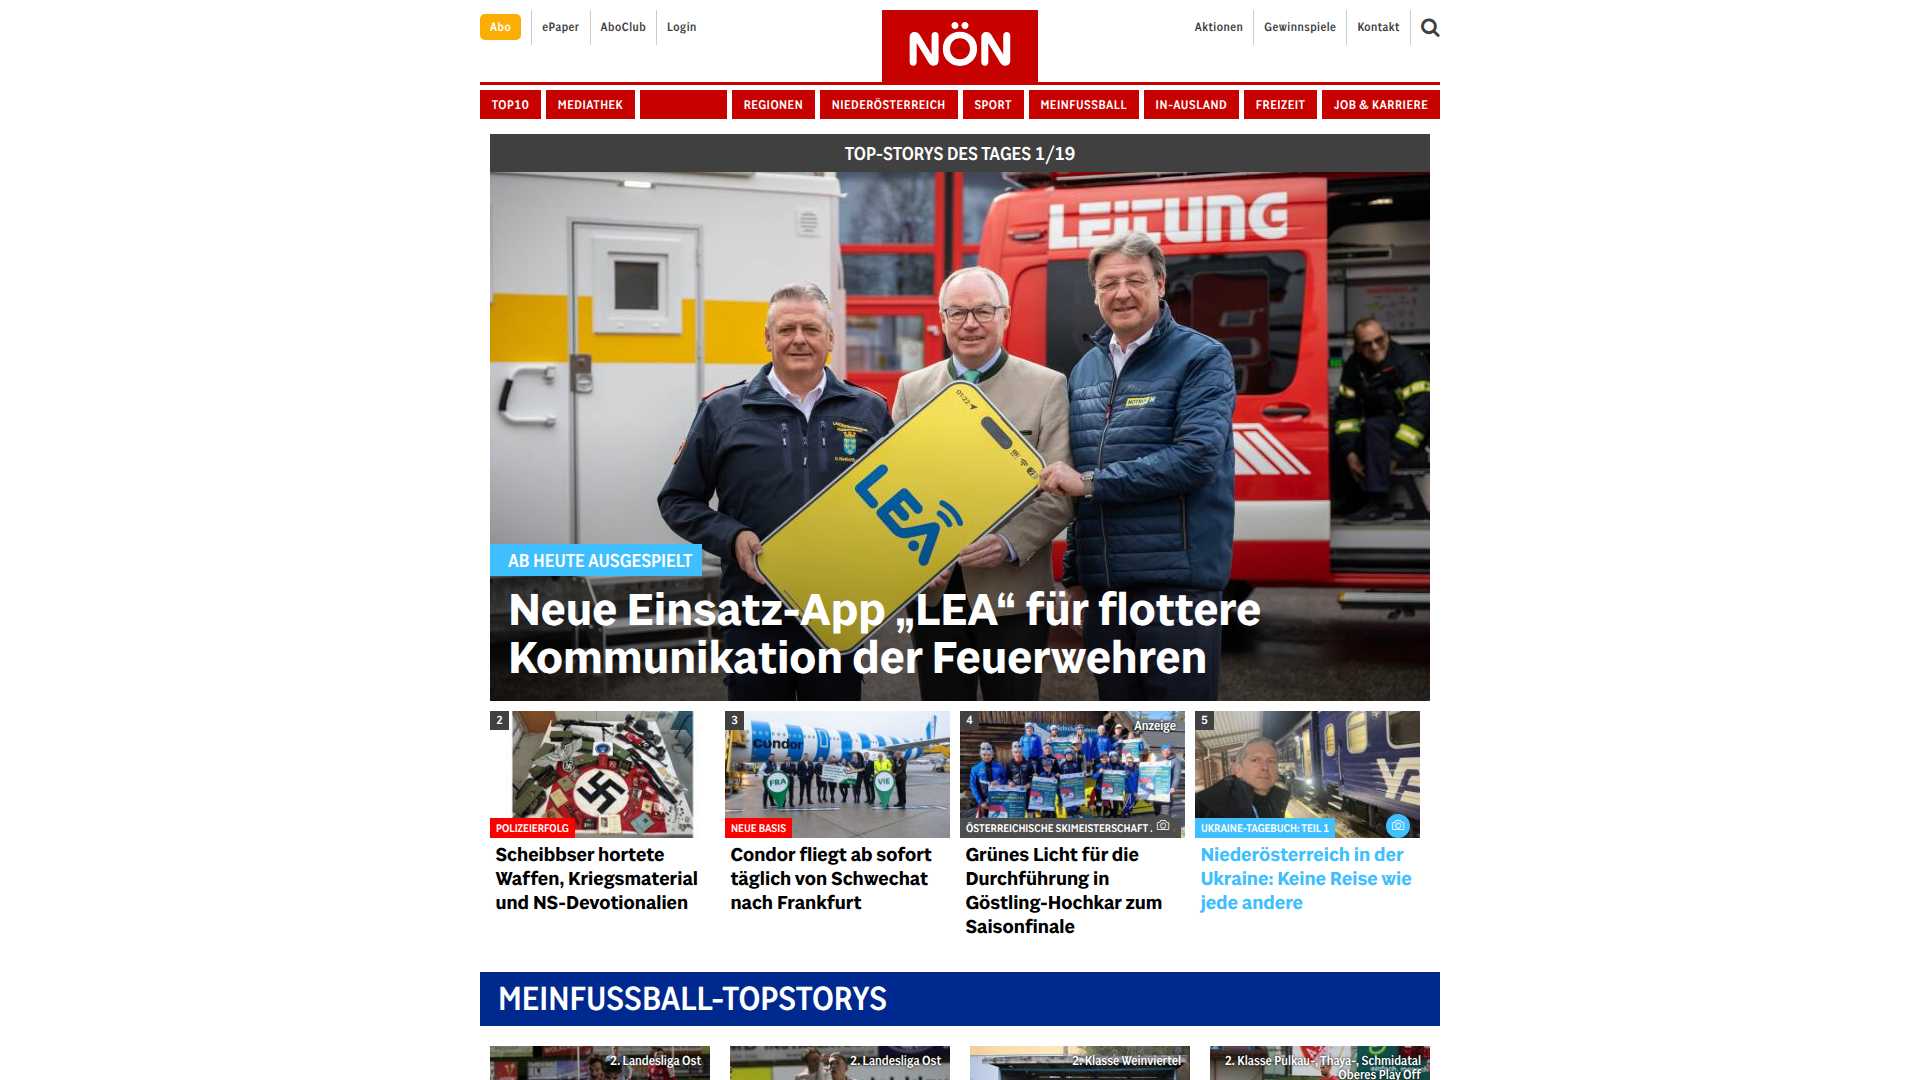 Abo
ePaper
AboClub
Login
NÖN
Aktionen
Gewinnspiele
Kontakt
TOP10
MEDIATHEK
REGIONEN
NIEDERÖSTERREICH
SPORT
MEINFUSSBALL
IN-AUSLAND
FREIZEIT
JOB & KARRIERE
TOP-STORYS DES TAGES 1/19
LEITUNG
01:22
LEA
AB HEUTE AUSGESPIELT
Neue Einsatz-App „LEA“ für flottere
Kommunikation der Feuerwehren
2
POLIZEIERFOLG
Scheibbser hortete
Waffen, Kriegsmaterial
und NS-Devotionalien
3
Condor
FRA
VIE
NEUE BASIS
Condor fliegt ab sofort
täglich von Schwechat
nach Frankfurt
4
Anzeige
ÖSTERREICHISCHE SKIMEISTERSCHAFT .
Grünes Licht für die
Durchführung in
Göstling-Hochkar zum
Saisonfinale
5
UKRAINE-TAGEBUCH: TEIL 1
Niederösterreich in der
Ukraine: Keine Reise wie
jede andere
MEINFUSSBALL-TOPSTORYS
2. Landesliga Ost
2. Landesliga Ost
2. Klasse Weinviertel
2. Klasse Pulkau-, Thaya-, Schmidatal
Oberes Play Off